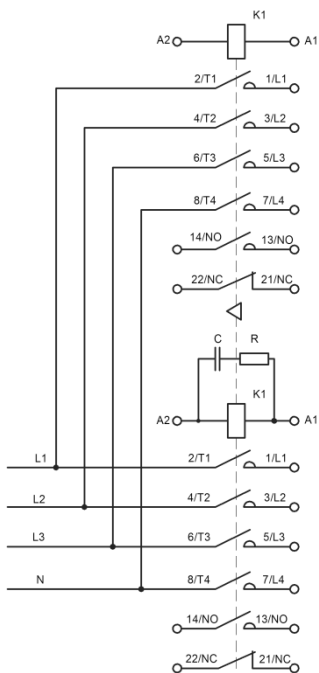 K1
A2 A1
2/T1 1/L1
4/T2 3/L2
6/T3 5/L3
8/T4 7/L4
14/NO 13/NO
22/NC 21/NC
C R
K1
A2 A1
L1 2/T1 1/L1
L2 4/T2 3/L2
L3 6/T3 5/L3
N 8/T4 7/L4
14/NO 13/NO
22/NC 21/NC